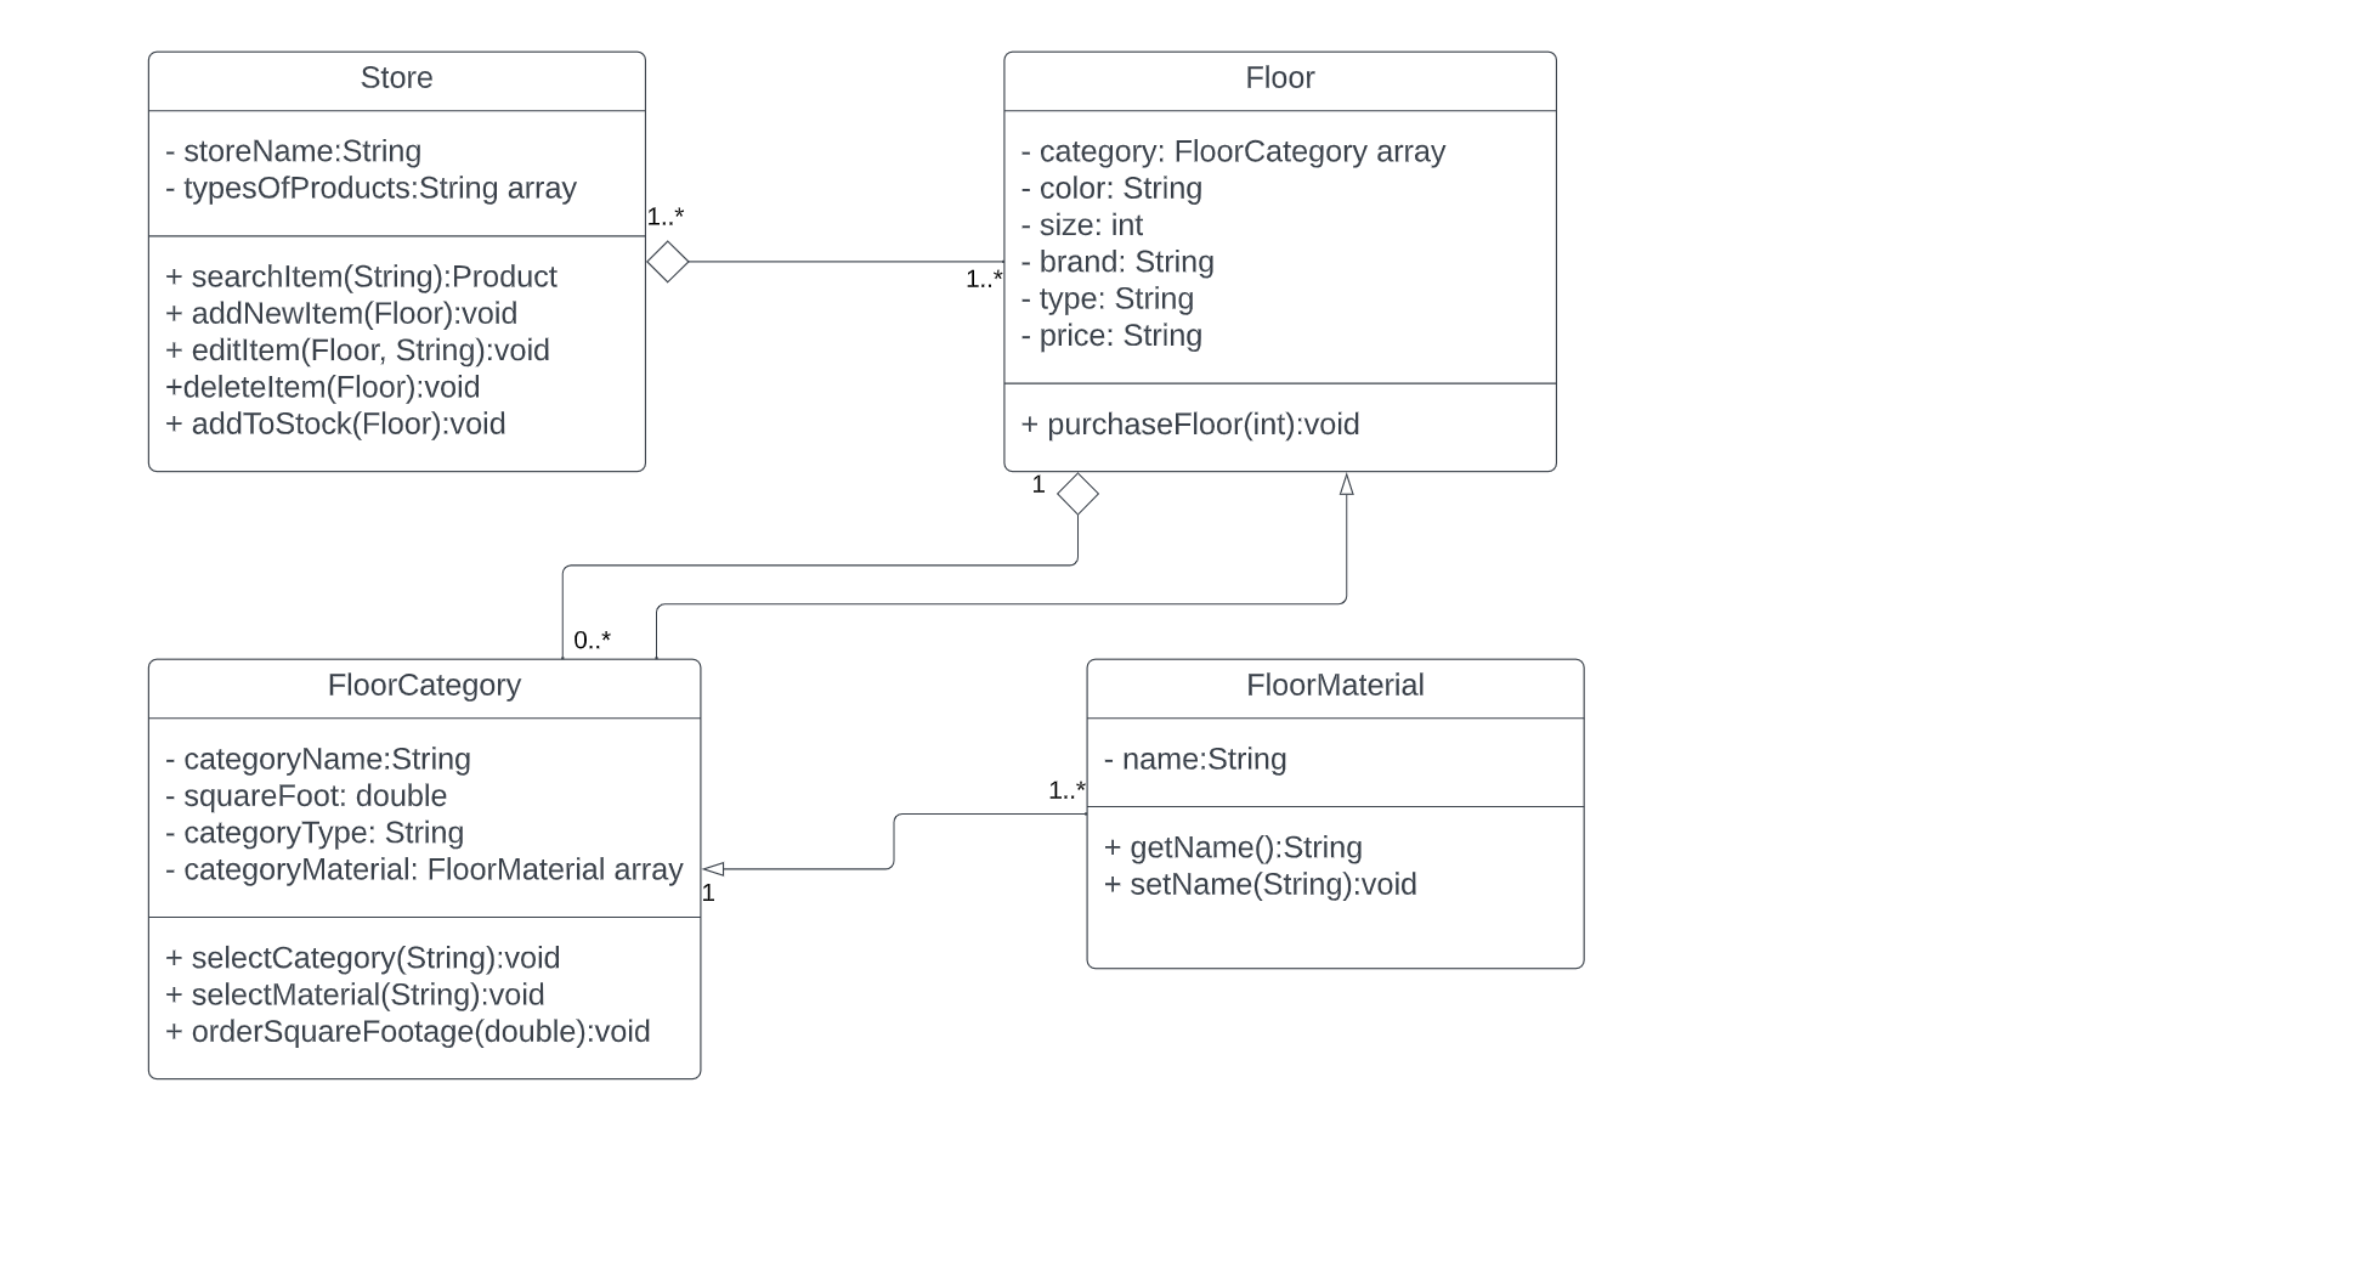 Store
- storeName:String
- typesOfProducts:String array
+ searchItem(String):Product
+ addNewItem(Floor):void
+ editItem(Floor, String):void
+deleteItem(Floor):void
+ addToStock(Floor):void
1..*
1..*
Floor
- category: FloorCategory array
- color: String
- size: int
- brand: String
- type: String
- price: String
+ purchaseFloor(int):void
1
0..*
FloorCategory
- categoryName:String
- squareFoot: double
- categoryType: String
- categoryMaterial: FloorMaterial array
+ selectCategory(String):void
+ selectMaterial(String):void
+ orderSquareFootage(double):void
1..*
1
FloorMaterial
- name:String
+ getName():String
+ setName(String):void